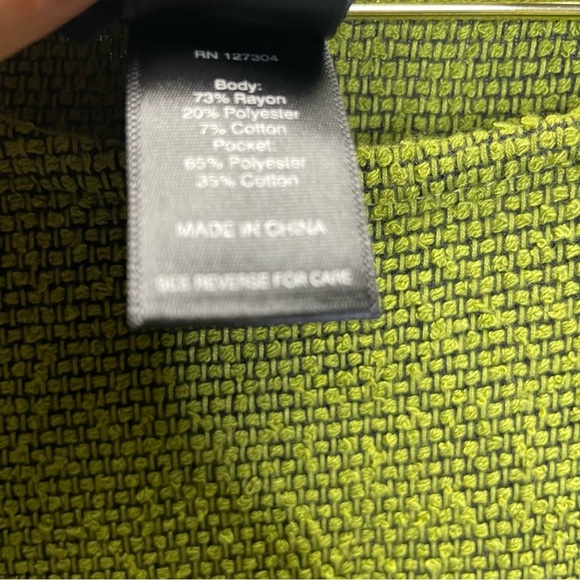 RN 127304
Body:
73% Rayon
20% Polyester
7% Cotton
Pocket:
65% Polyester
35% Cotton
MADE IN CHINA
SEE REVERSE FOR CARE